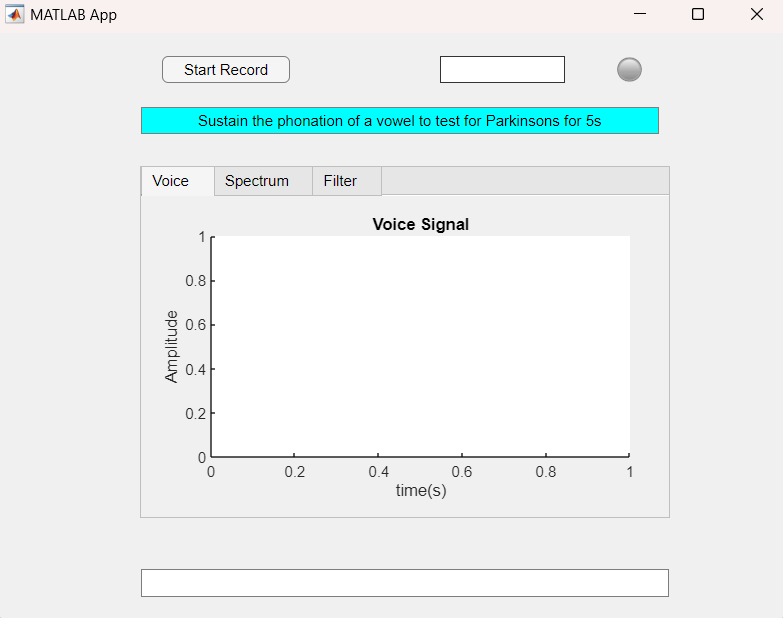 MATLAB App
Start Record
Sustain the phonation of a vowel to test for Parkinsons for 5s
Voice Spectrum Filter
Voice Signal
1
0.8
0.6
0.4
0.2
0
Amplitude
0 0.2 0.4 0.6 0.8 1
time(s)